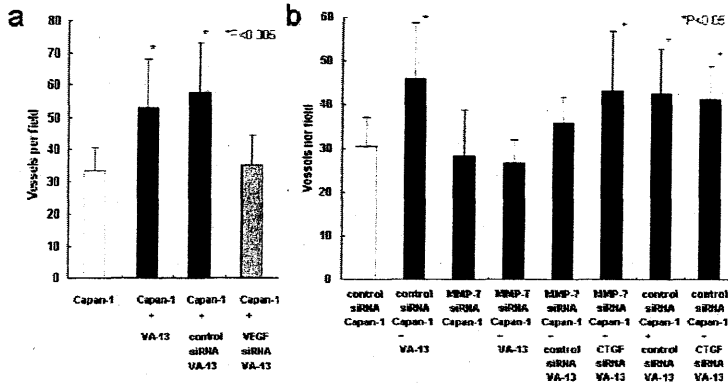 a
80
*P<0.005
70
60
50
40
30
20
10
0
Vessels per field
Capan-1
Capan-1
+
VA-13
Capan-1
+
control
siRNA
VA-13
Capan-1
+
VEGF
siRNA
VA-13
b
*P<0.05
60
50
40
30
20
10
0
Vessels per field
control
siRNA
Capan-1
control
siRNA
Capan-1
VA-13
MMP-7
siRNA
Capan-1
MMP-7
siRNA
Capan-1
VA-13
MMP-7
siRNA
Capan-1
control
siRNA
VA-13
MMP-7
siRNA
Capan-1
CTGF
siRNA
VA-13
control
siRNA
Capan-1
+
control
siRNA
VA-13
control
siRNA
Capan-1
CTGF
siRNA
VA-13